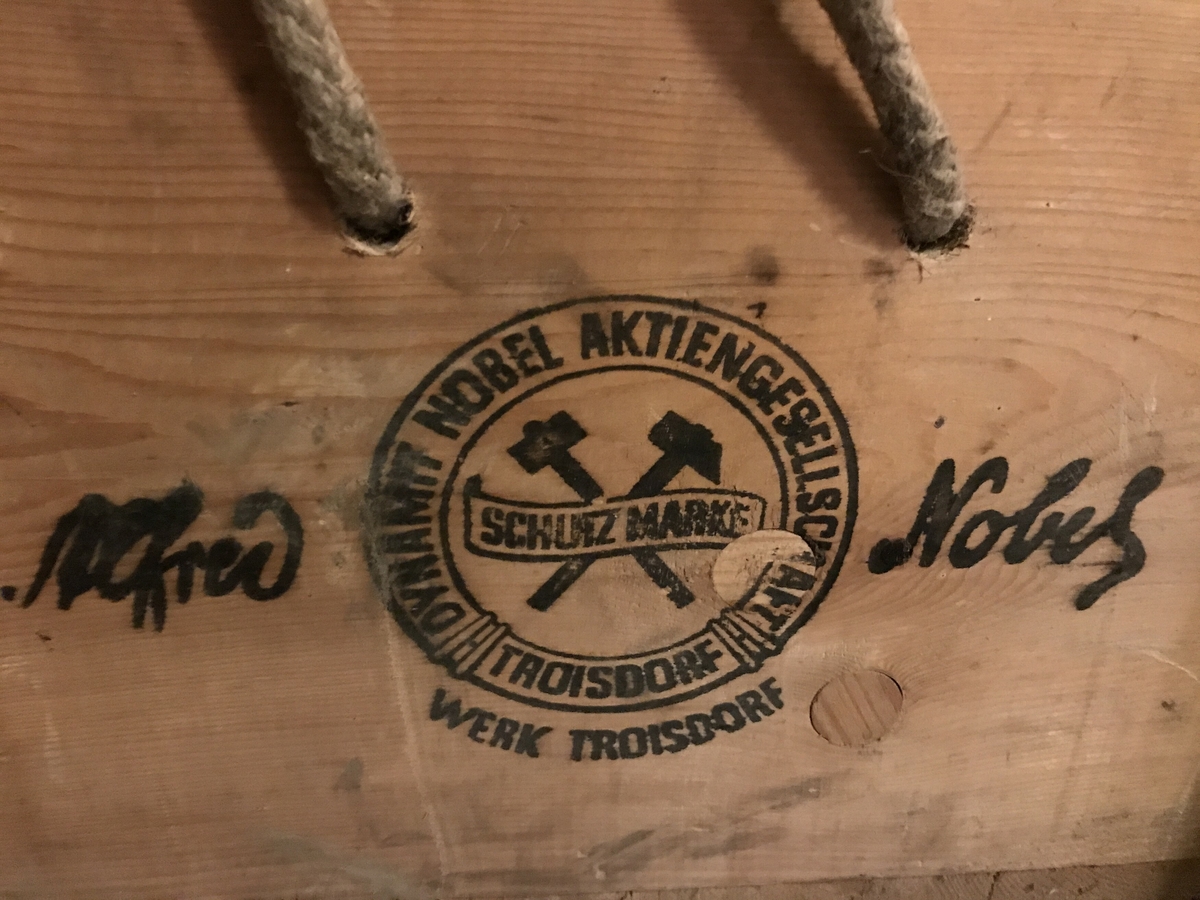 DYNAMIT NOBEL AKTIENGESELLSCHAFT
Alfred
SCHUTZ MARKE
Nobel
TROISDORF
WERK TROISDORF